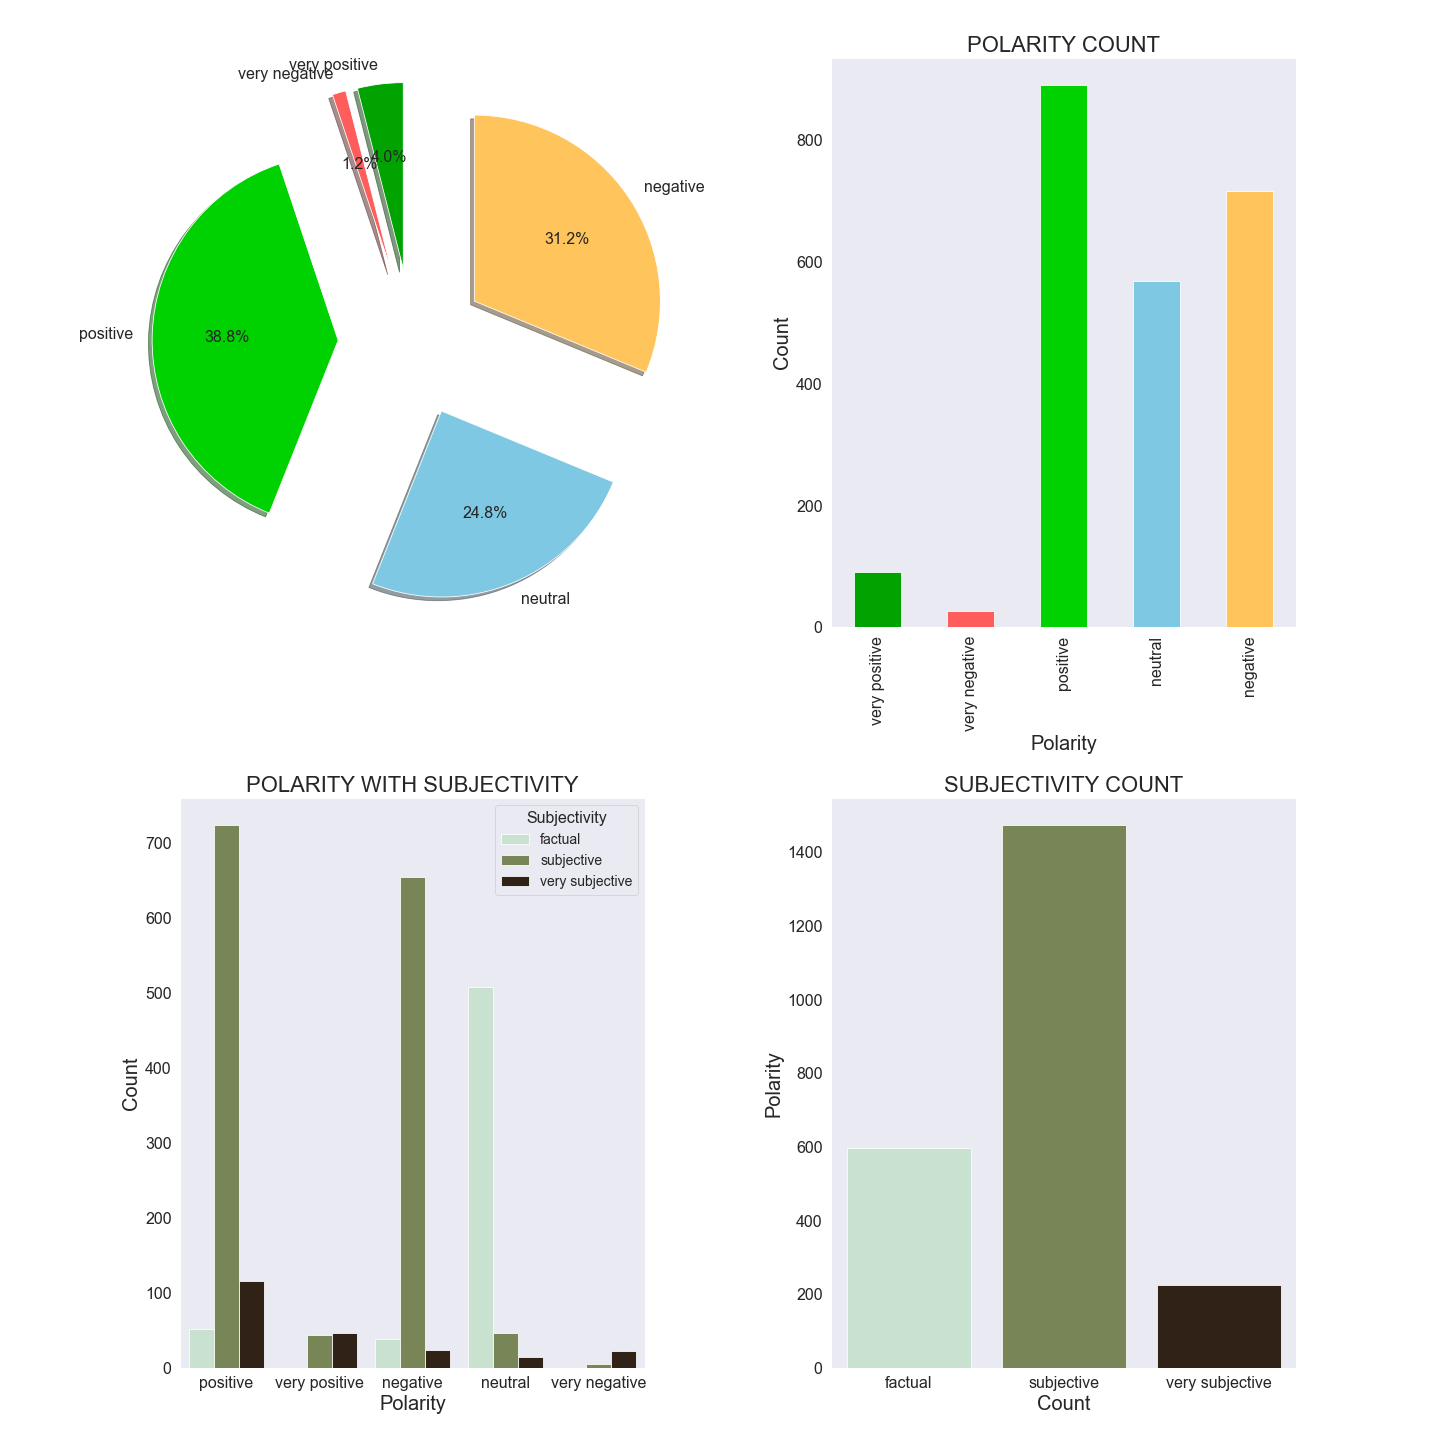 very positive
very negative
4.0%
1.2%
negative
31.2%
positive
38.8%
24.8%
neutral
POLARITY COUNT
Count
800
600
400
200
0
very positive
very negative
positive
neutral
negative
Polarity
POLARITY WITH SUBJECTIVITY
Subjectivity
factual
subjective
very subjective
Count
700
600
500
400
300
200
100
0
positive very positive negative neutral very negative
Polarity
SUBJECTIVITY COUNT
Polarity
1400
1200
1000
800
600
400
200
0
factual subjective very subjective
Count